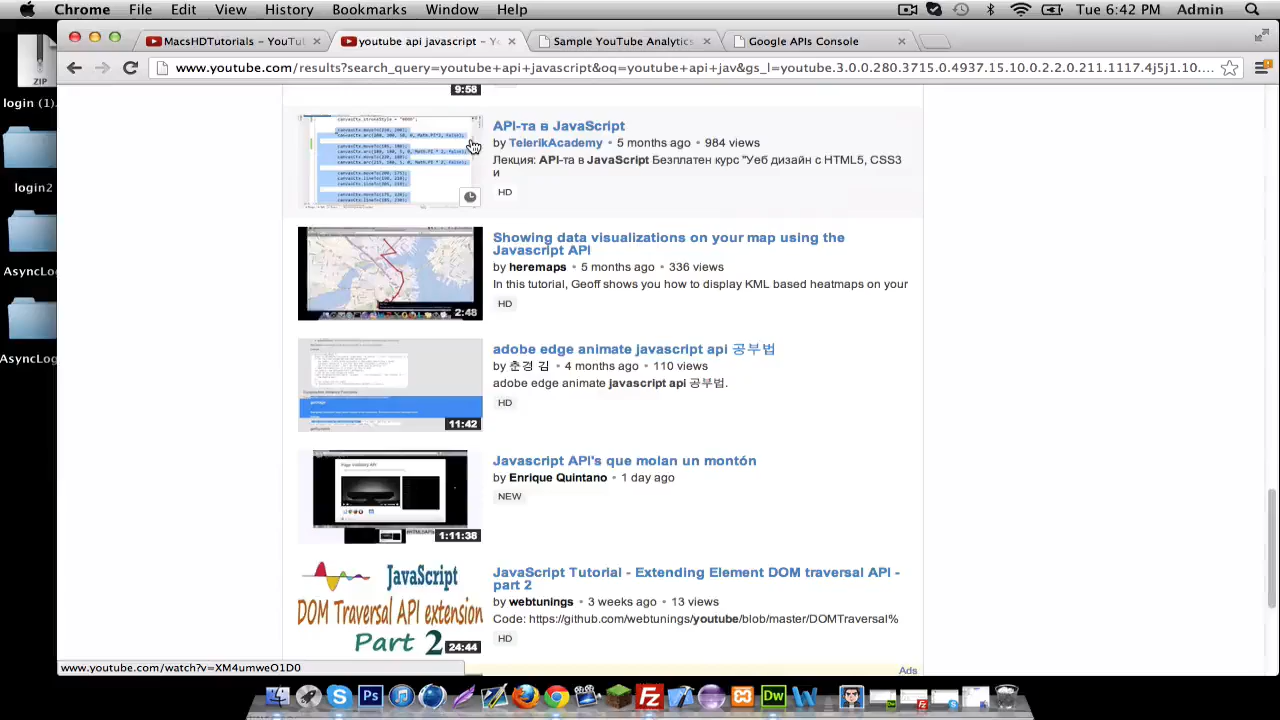 Chrome File Edit View History Bookmarks Window Help Tue 6:42 PM Admin
MacsHDTutorials – YouTu
youtube api javascript – Yo
Sample YouTube Analytics
Google APIs Console
www.youtube.com/results?search_query=youtube+api+javascript&oq=youtube+api+jav&gs_l=youtube.3.0.0.280.3715.0.4937.15.10.0.2.2.0.211.1117.4j5j1.10....
ZIP
login (1).
login2
AsyncLo
AsyncLo
9:58
API-та в JavaScript
by TelerikAcademy • 5 months ago • 984 views
Лекция: API-та в JavaScript Безплатен курс "Уеб дизайн с HTML5, CSS3
и
HD
Showing data visualizations on your map using the
Javascript API
by heremaps • 5 months ago • 336 views
In this tutorial, Geoff shows you how to display KML based heatmaps on your
HD
2:48
adobe edge animate javascript api 공부법
by 춘경 김 • 4 months ago • 110 views
adobe edge animate javascript api 공부법.
HD
11:42
Javascript API's que molan un montón
by Enrique Quintano • 1 day ago
NEW
1:11:38
JavaScript
DOM Traversal API extension
Part 2
24:44
JavaScript Tutorial - Extending Element DOM traversal API -
part 2
by webtunings • 3 weeks ago • 13 views
Code: https://github.com/webtunings/youtube/blob/master/DOMTraversal%
HD
www.youtube.com/watch?v=XM4umweO1D0
Ads
Ps
Fz
Dw
W